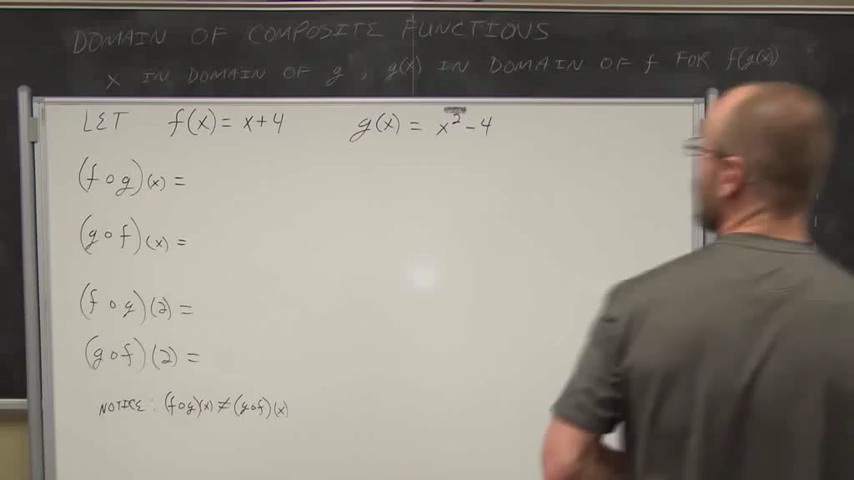 DOMAIN OF COMPOSITE FUNCTIONS
x IN DOMAIN OF g , g(x) IN DOMAIN OF f FOR f(g(x)
LET f(x) = x+4 g(x) = x²-4
(f∘g)(x) =
(g∘f)(x) =
(f∘g)(2) =
(g∘f)(2) =
NOTICE: (f∘g)(x) ≠ (g∘f)(x)